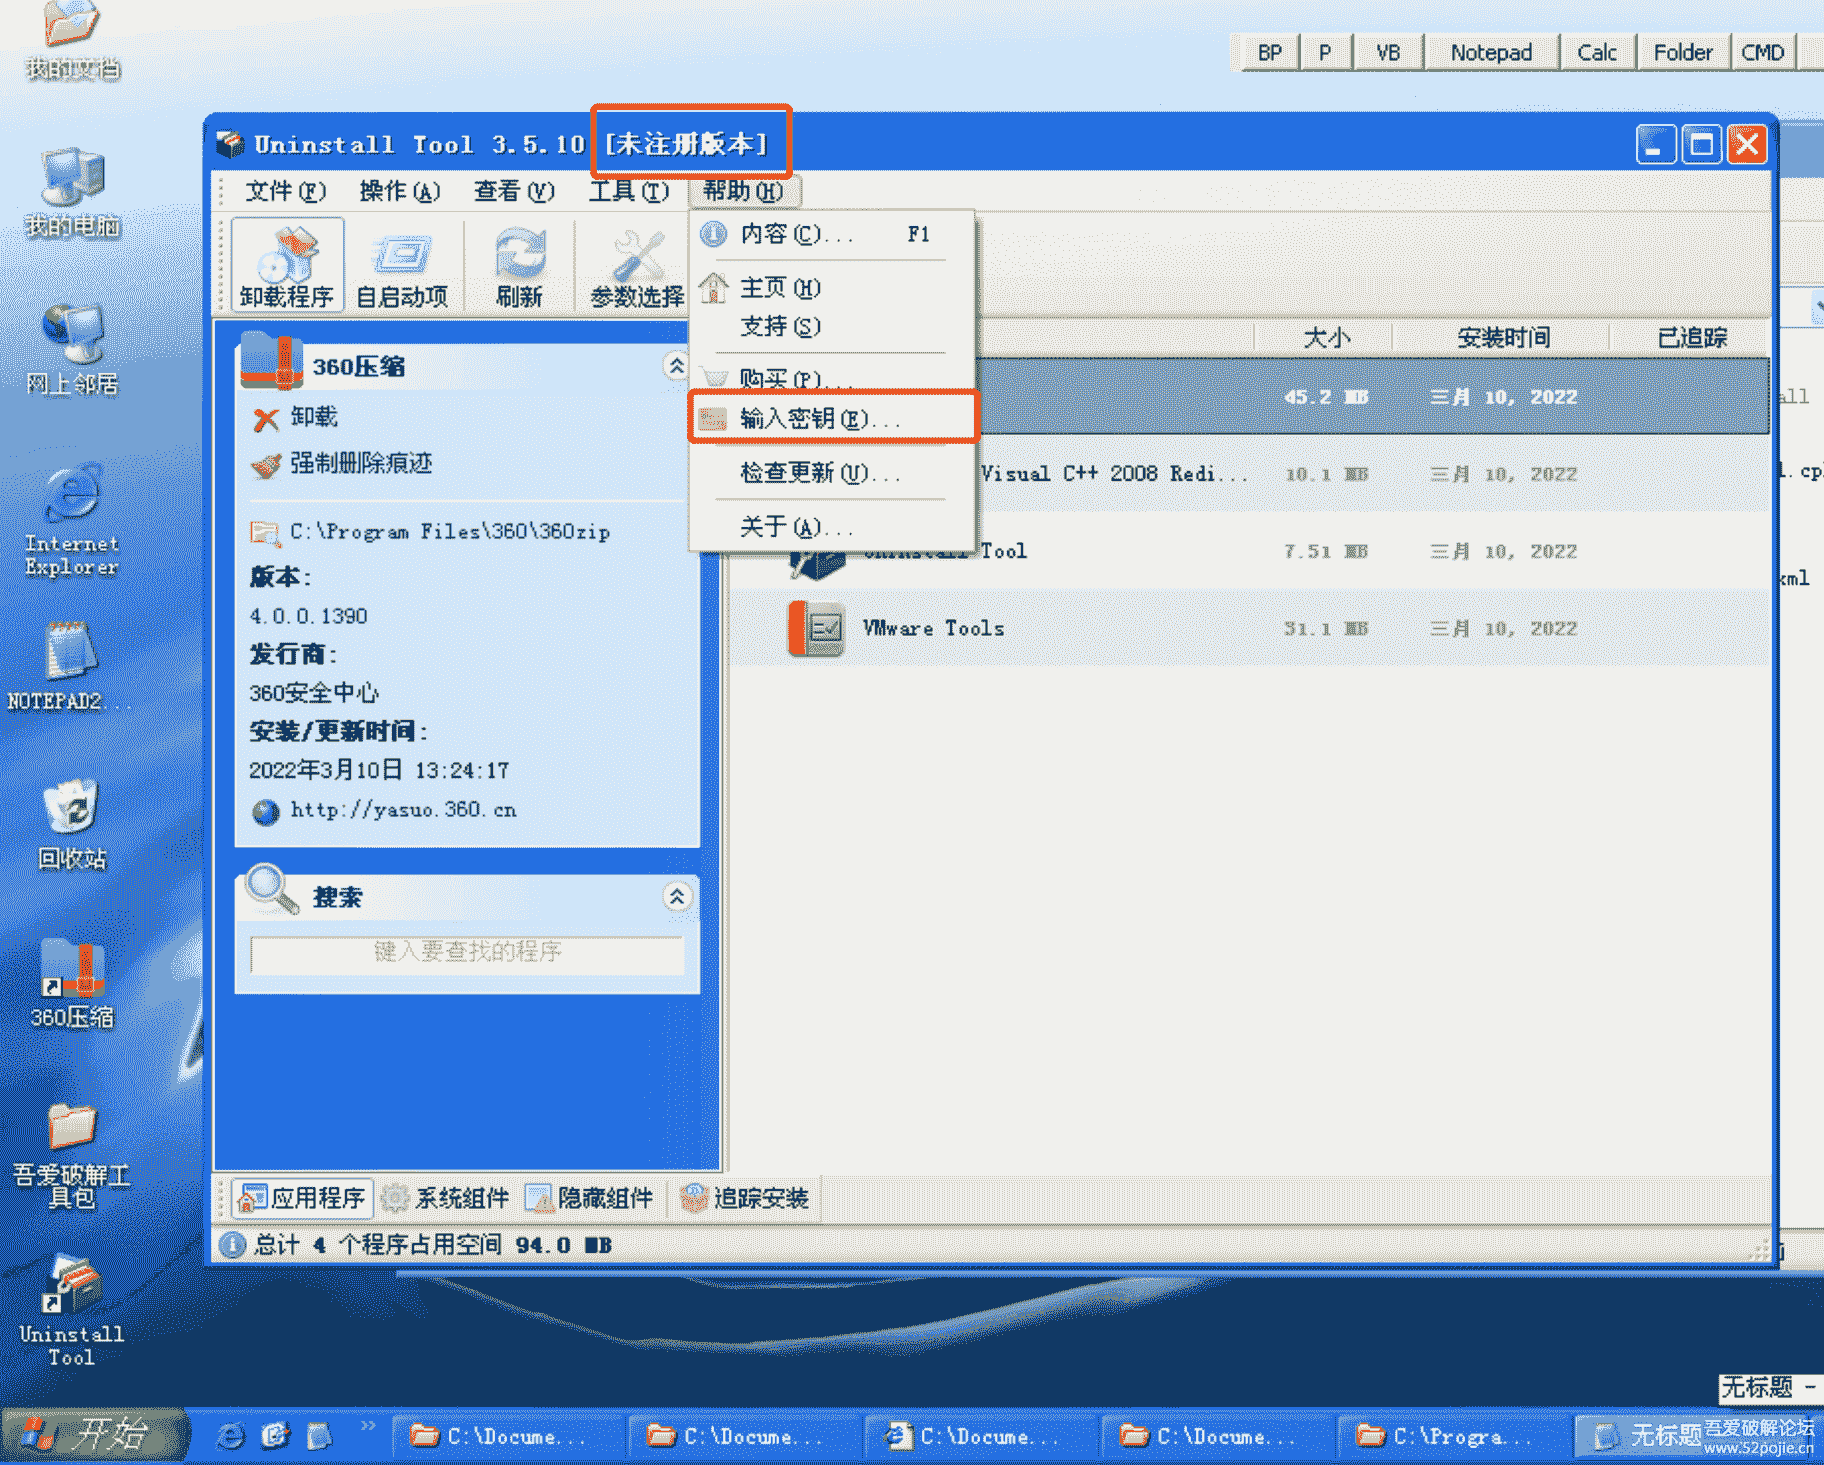 我的文档
BP P VB Notepad Calc Folder CMD
Uninstall Tool 3.5.10 [未注册版本]
文件(F) 操作(A) 查看(V) 工具(T) 帮助(H)
卸载程序 自启动项 刷新 参数选择
内容(C)... F1
主页(H)
支持(S)
购买(P)...
输入密钥(E)...
检查更新(U)...
关于(A)...
大小 安装时间 已追踪
45.2 MB 三月 10, 2022
Visual C++ 2008 Redi... 10.1 MB 三月 10, 2022
Uninstall Tool 7.51 MB 三月 10, 2022
VMware Tools 31.1 MB 三月 10, 2022
360压缩
卸载
强制删除痕迹
C:\Program Files\360\360zip
版本:
4.0.0.1390
发行商:
360安全中心
安装/更新时间:
2022年3月10日 13:24:17
http://yasuo.360.cn
搜索
键入要查找的程序
应用程序 系统组件 隐藏组件 追踪安装
总计 4 个程序占用空间 94.0 MB
我的电脑
网上邻居
Internet
Explorer
NOTEPAD2...
回收站
360压缩
吾爱破解工
具包
Uninstall
Tool
无标题 -
开始
C:\Docume... C:\Docume... C:\Docume... C:\Docume... C:\Progra... 无标题
吾爱破解论坛
www.52pojie.cn